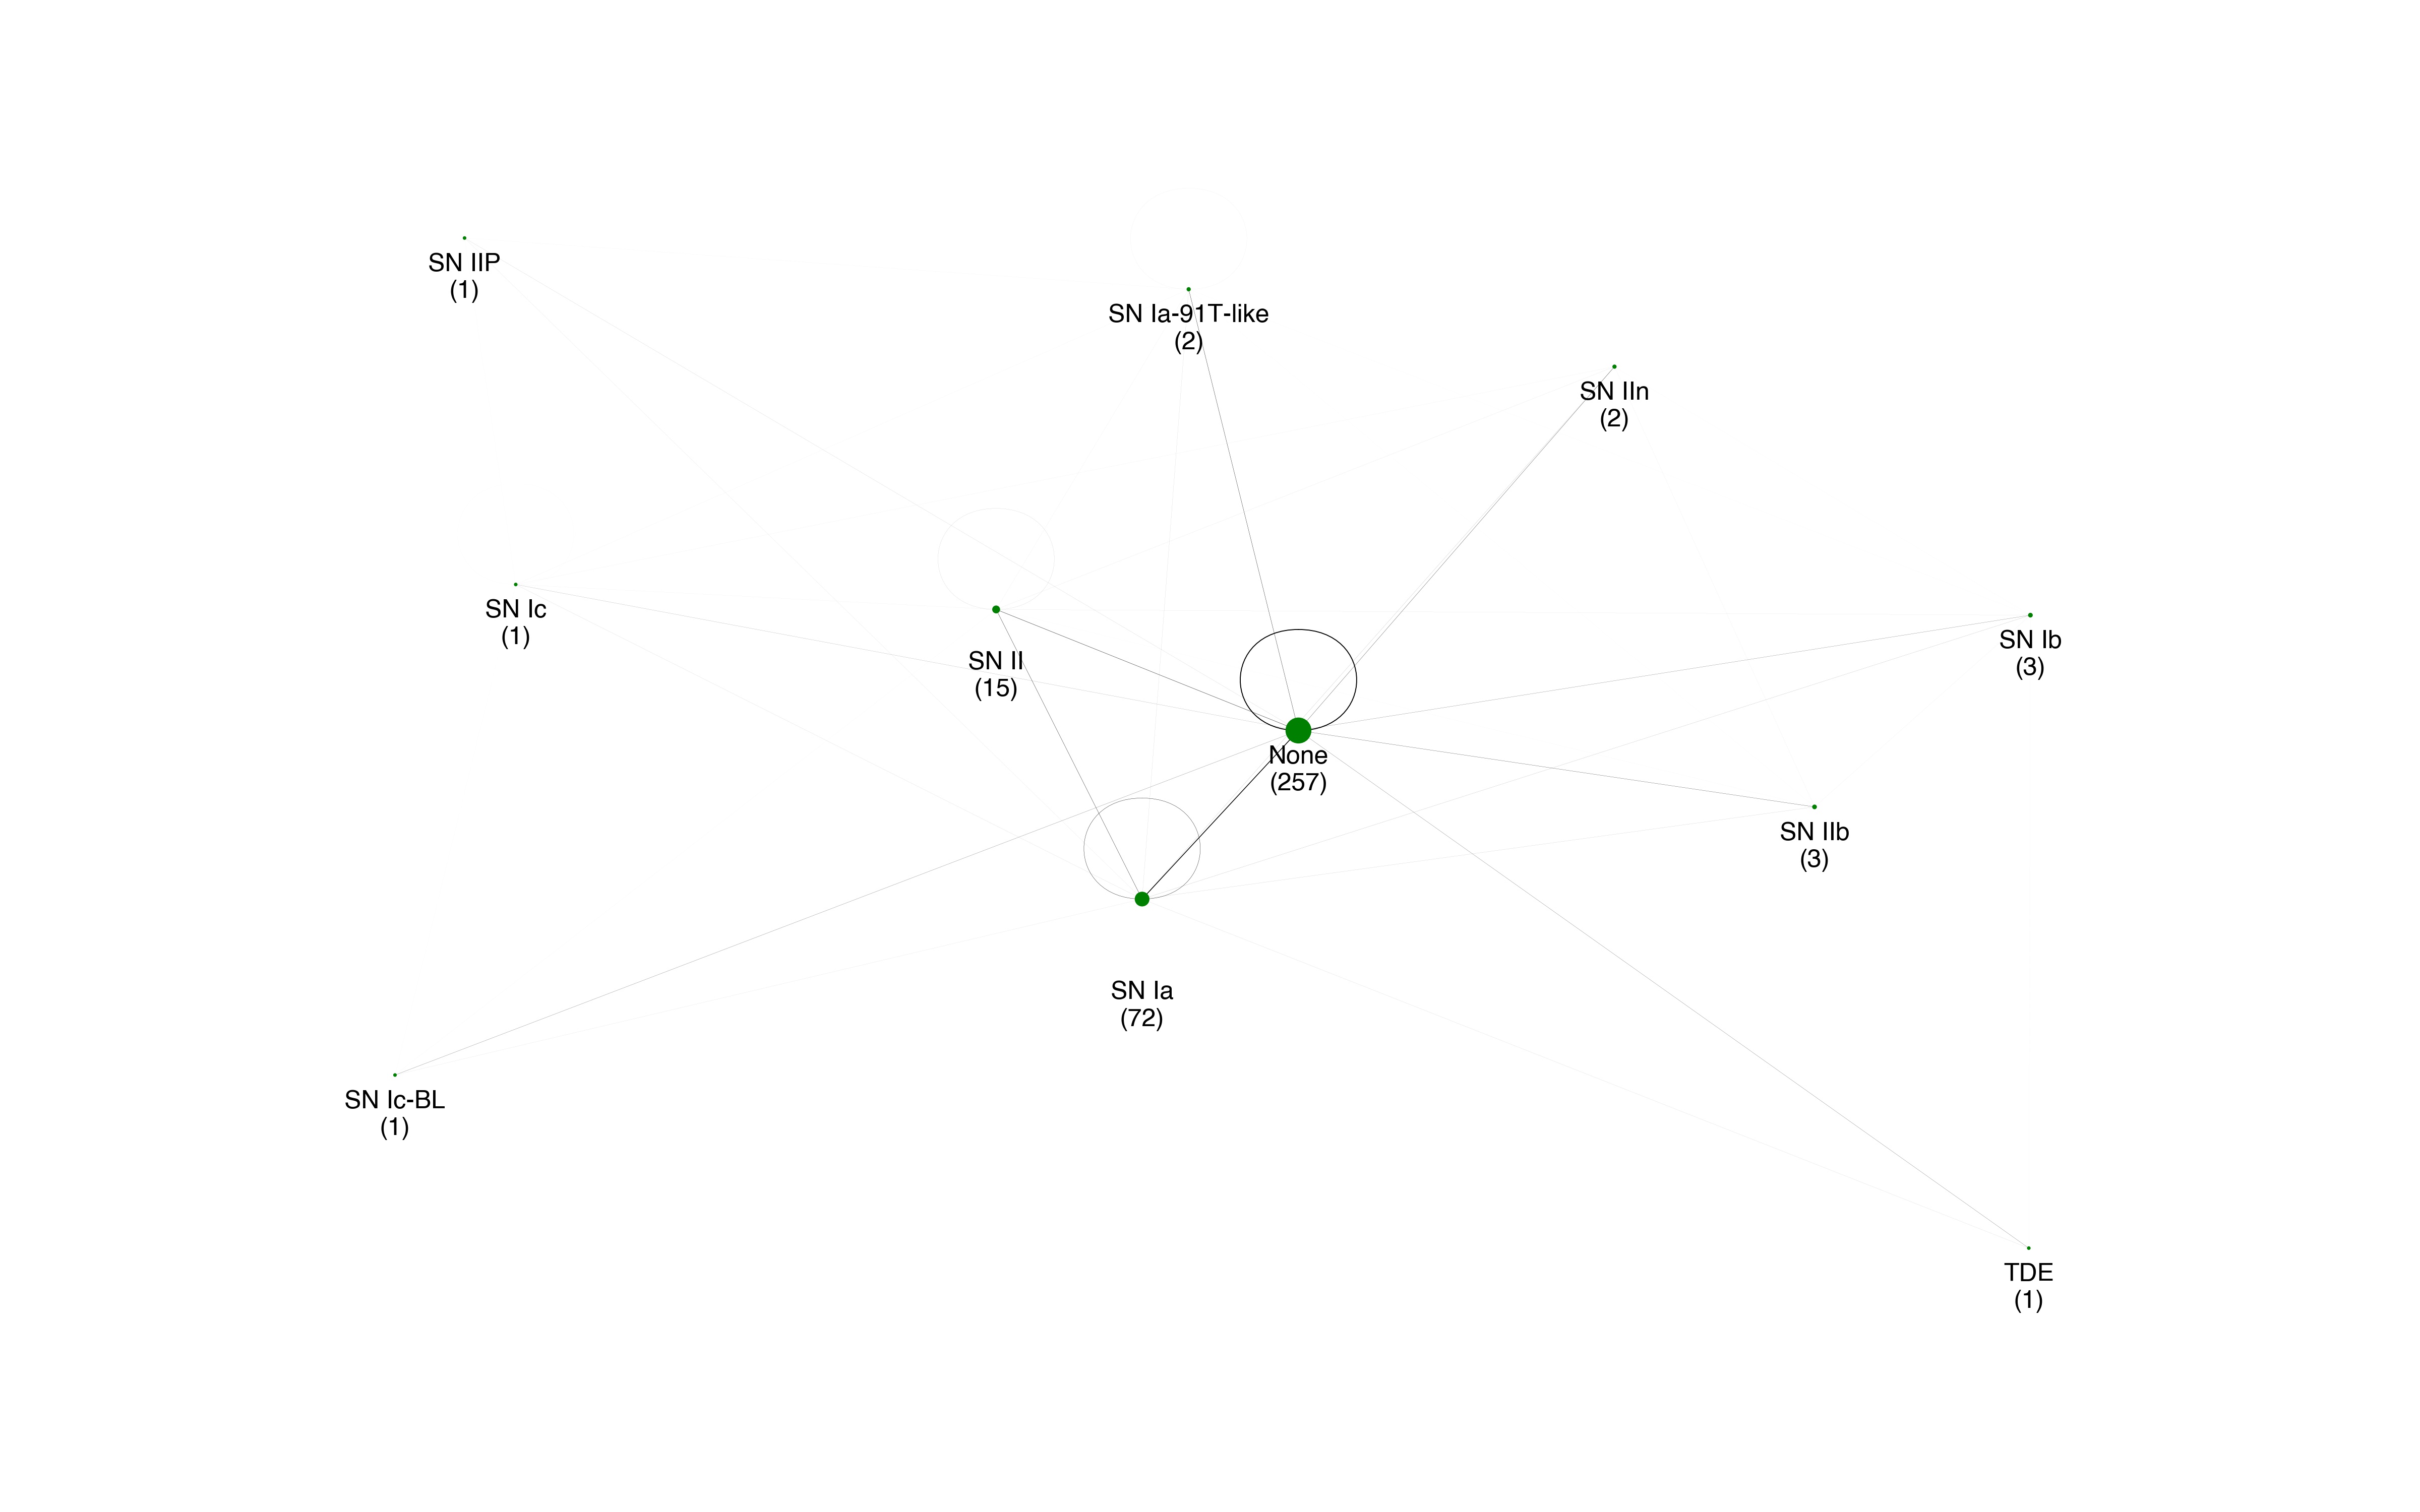 SN IIP
(1)
SN Ia-91T-like
(2)
SN IIn
(2)
SN Ic
(1)
SN II
(15)
SN Ib
(3)
None
(257)
SN IIb
(3)
SN Ia
(72)
SN Ic-BL
(1)
TDE
(1)